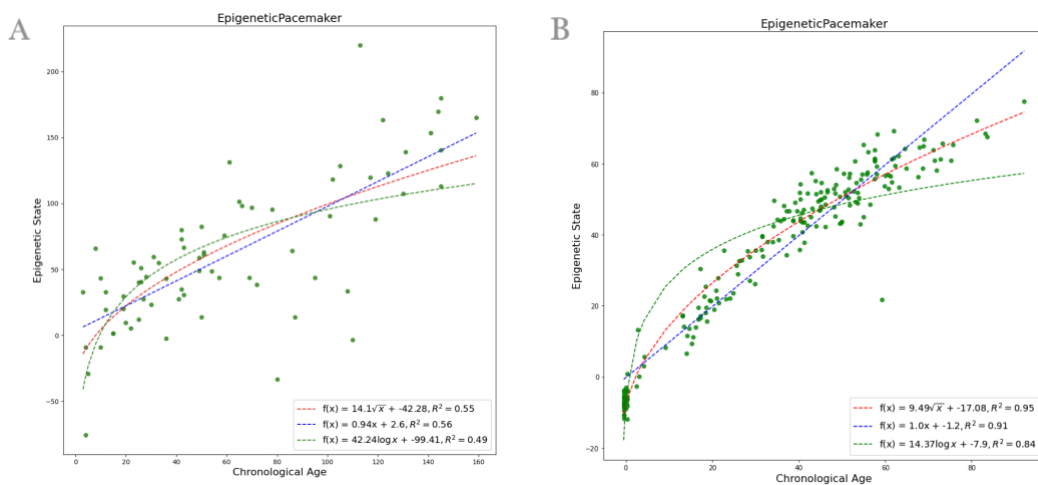 A
EpigeneticPacemaker
200
150
100
50
0
−50
Epigenetic State
0 20 40 60 80 100 120 140 160
Chronological Age
f(x) = 14.1√x + -42.28, R² = 0.55
f(x) = 0.94x + 2.6, R² = 0.56
f(x) = 42.24logx + -99.41, R² = 0.49
B
EpigeneticPacemaker
80
60
40
20
0
−20
Epigenetic State
0 20 40 60 80
Chronological Age
f(x) = 9.49√x + -17.08, R² = 0.95
f(x) = 1.0x + -1.2, R² = 0.91
f(x) = 14.37logx + -7.9, R² = 0.84